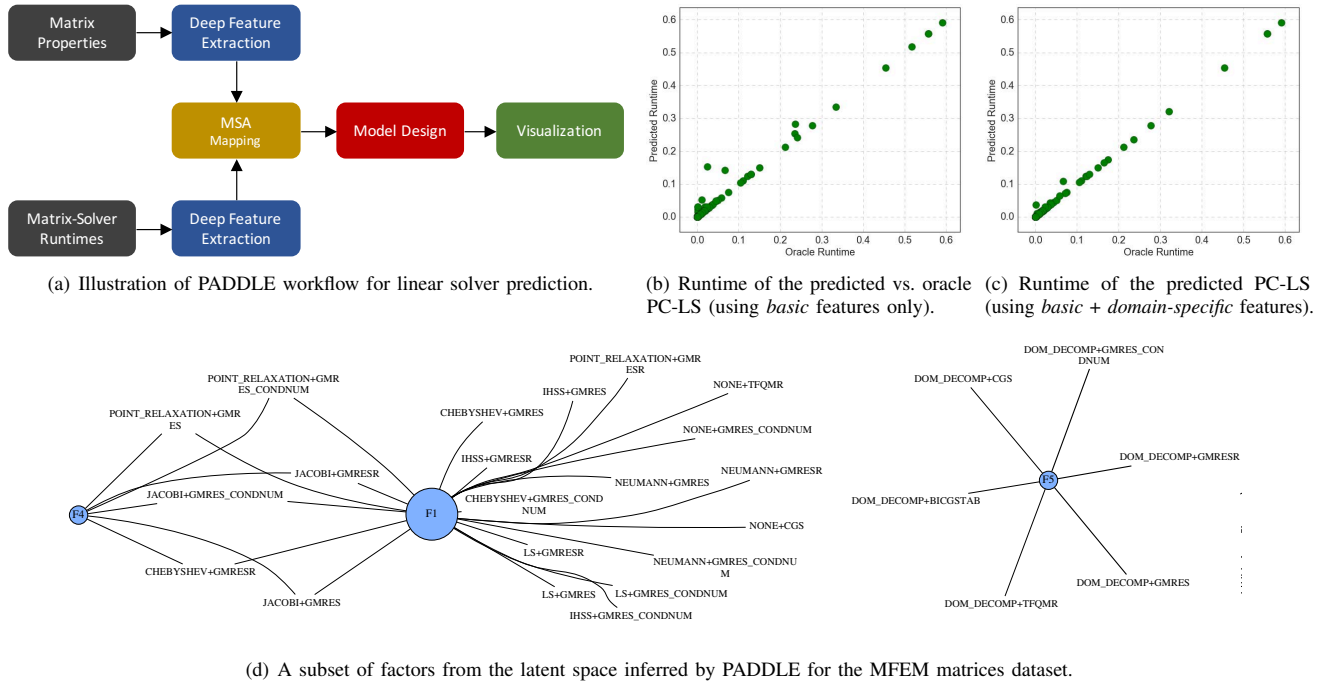 Matrix
Properties
Deep Feature
Extraction
MSA
Mapping
Model Design
Visualization
Matrix-Solver
Runtimes
Deep Feature
Extraction
(a) Illustration of PADDLE workflow for linear solver prediction.
Predicted Runtime
0.6
0.5
0.4
0.3
0.2
0.1
0.0
0.0 0.1 0.2 0.3 0.4 0.5 0.6
Oracle Runtime
(b) Runtime of the predicted vs. oracle
PC-LS (using basic features only).
Predicted Runtime
0.6
0.5
0.4
0.3
0.2
0.1
0.0
0.0 0.1 0.2 0.3 0.4 0.5 0.6
Oracle Runtime
(c) Runtime of the predicted PC-LS
(using basic + domain-specific features).
POINT_RELAXATION+GMR
ES_CONDNUM
POINT_RELAXATION+GMR
ES
JACOBI+GMRESR
JACOBI+GMRES_CONDNUM
F4
CHEBYSHEV+GMRESR
JACOBI+GMRES
F1
POINT_RELAXATION+GMR
ESR
IHSS+GMRES
NONE+TFQMR
CHEBYSHEV+GMRES
NONE+GMRES_CONDNUM
IHSS+GMRESR
NEUMANN+GMRESR
NEUMANN+GMRES
CHEBYSHEV+GMRES_COND
NUM
NONE+CGS
LS+GMRESR
NEUMANN+GMRES_CONDNU
M
LS+GMRES
LS+GMRES_CONDNUM
IHSS+GMRES_CONDNUM
DOM_DECOMP+GMRES_CON
DNUM
DOM_DECOMP+CGS
DOM_DECOMP+GMRESR
F5
DOM_DECOMP+BICGSTAB
DOM_DECOMP+GMRES
DOM_DECOMP+TFQMR
(d) A subset of factors from the latent space inferred by PADDLE for the MFEM matrices dataset.